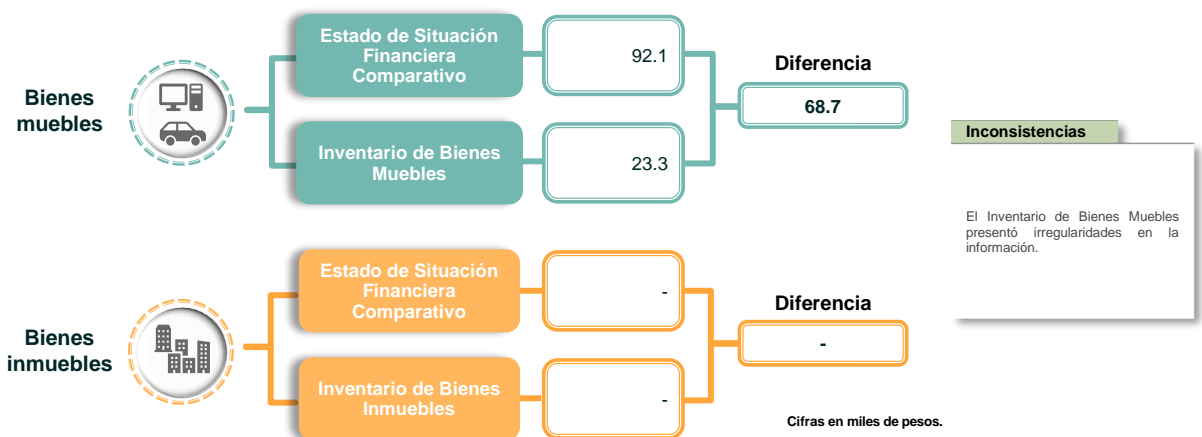 Bienes
muebles
Estado de Situación
Financiera
Comparativo
92.1
Inventario de Bienes
Muebles
23.3
Diferencia
68.7
Inconsistencias
El Inventario de Bienes Muebles
presentó irregularidades en la
información.
Bienes
inmuebles
Estado de Situación
Financiera
Comparativo
-
Inventario de Bienes
Inmuebles
-
Diferencia
-
Cifras en miles de pesos.